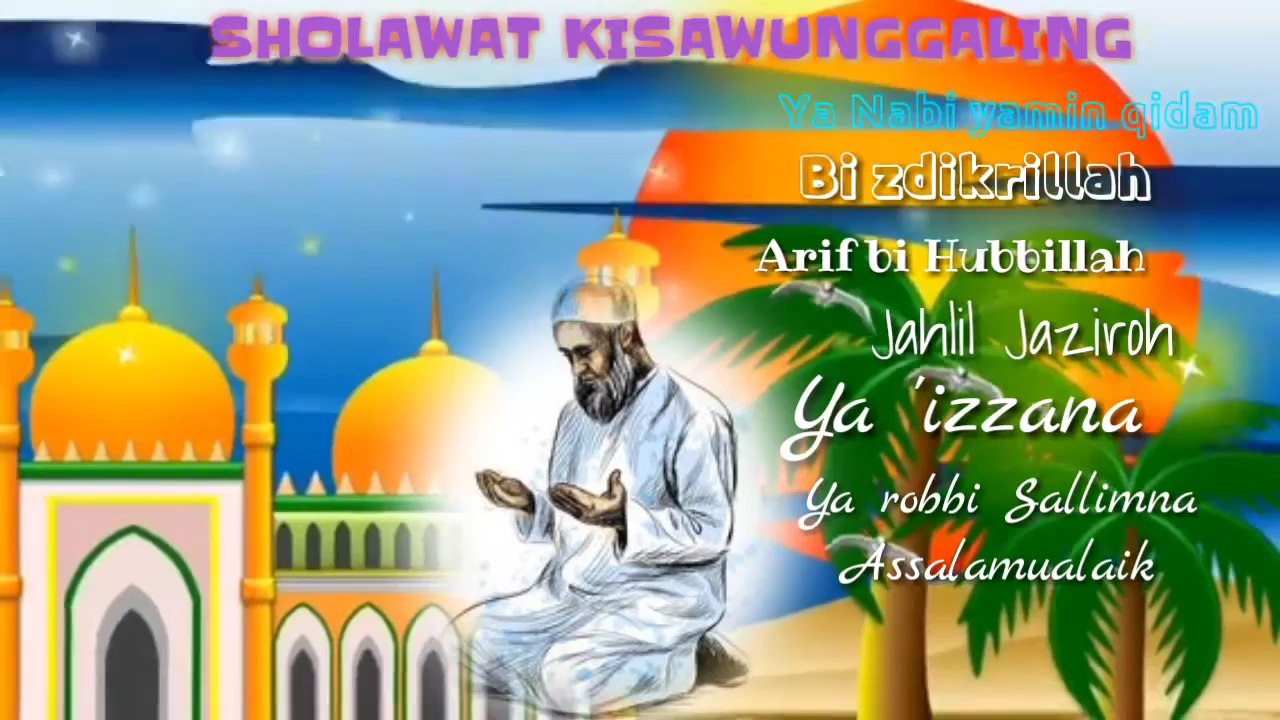 SHOLAWAT KISAWUNGGALING
Ya Nabi yamin qidam
Bi zdikrillah
Arif bi Hubbillah
Jahlil Jaziroh
Ya 'izzana
Ya robbi Sallimna
Assalamualaik